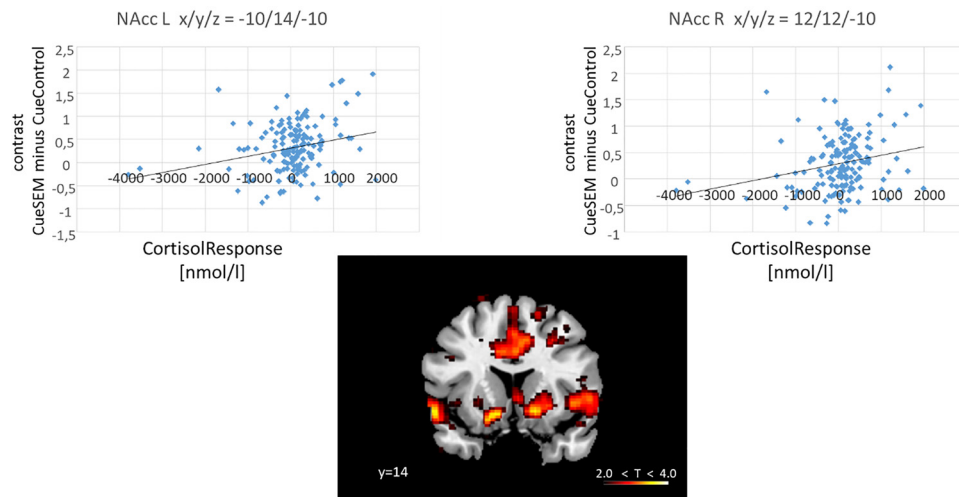 NAcc L x/y/z = -10/14/-10
contrast
CueSEM minus CueControl
2,5
2
1,5
1
0,5
0
-0,5
-1
-1,5
-4000 -3000 -2000 -1000 0 1000 2000
CortisolResponse
[nmol/l]
NAcc R x/y/z = 12/12/-10
contrast
CueSEM minus CueControl
2,5
2
1,5
1
0,5
0
-0,5
-1
-4000 -3000 -2000 -1000 0 1000 2000
CortisolResponse
[nmol/l]
y=14
2.0 < T < 4.0